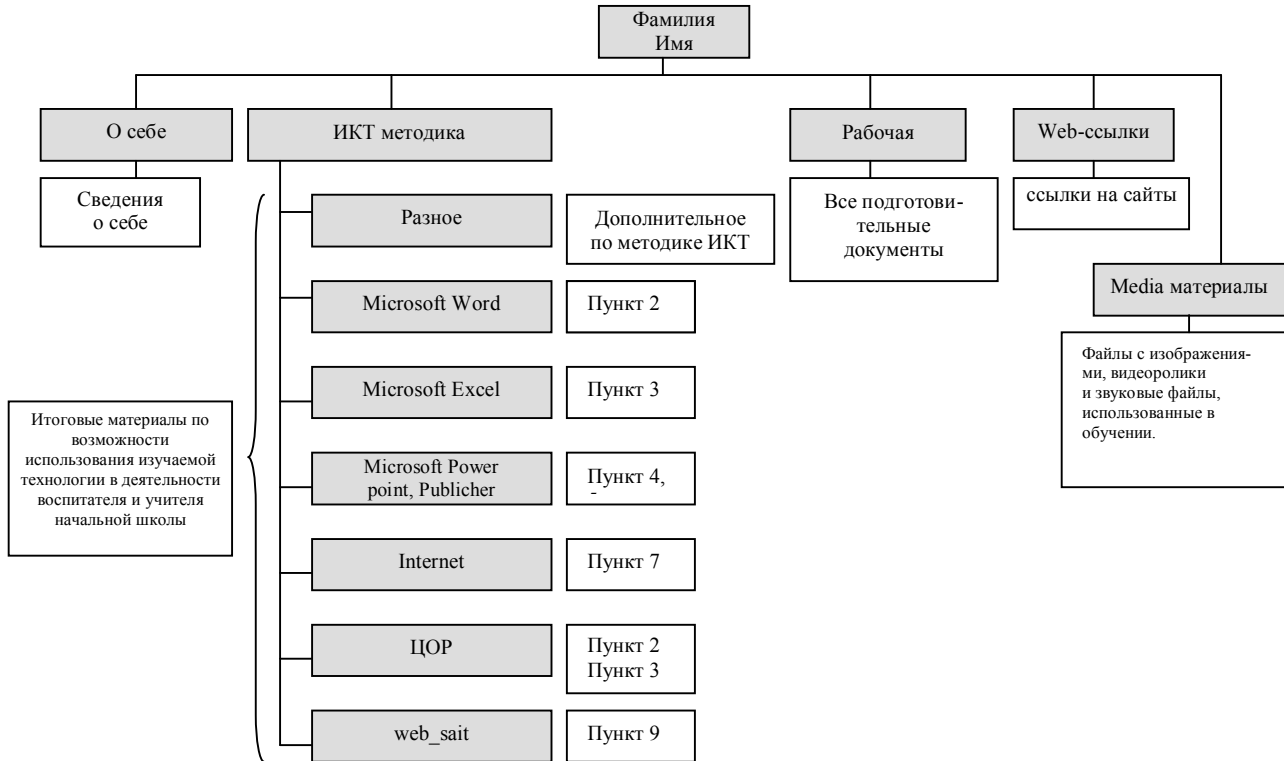 Фамилия
Имя
О себе
ИКТ методика
Рабочая
Web-ссылки
Сведения
о себе
Разное
Дополнительное
по методике ИКТ
Все подготови-
тельные
документы
ссылки на сайты
Media материалы
Microsoft Word
Пункт 2
Файлы с изображения-
ми, видеоролики
и звуковые файлы,
использованные в
обучении.
Microsoft Excel
Пункт 3
Итоговые материалы по
возможности
использования изучаемой
технологии в деятельности
воспитателя и учителя
начальной школы
Microsoft Power
point, Publicher
Пункт 4,
Internet
Пункт 7
ЦОР
Пункт 2
Пункт 3
web_sait
Пункт 9